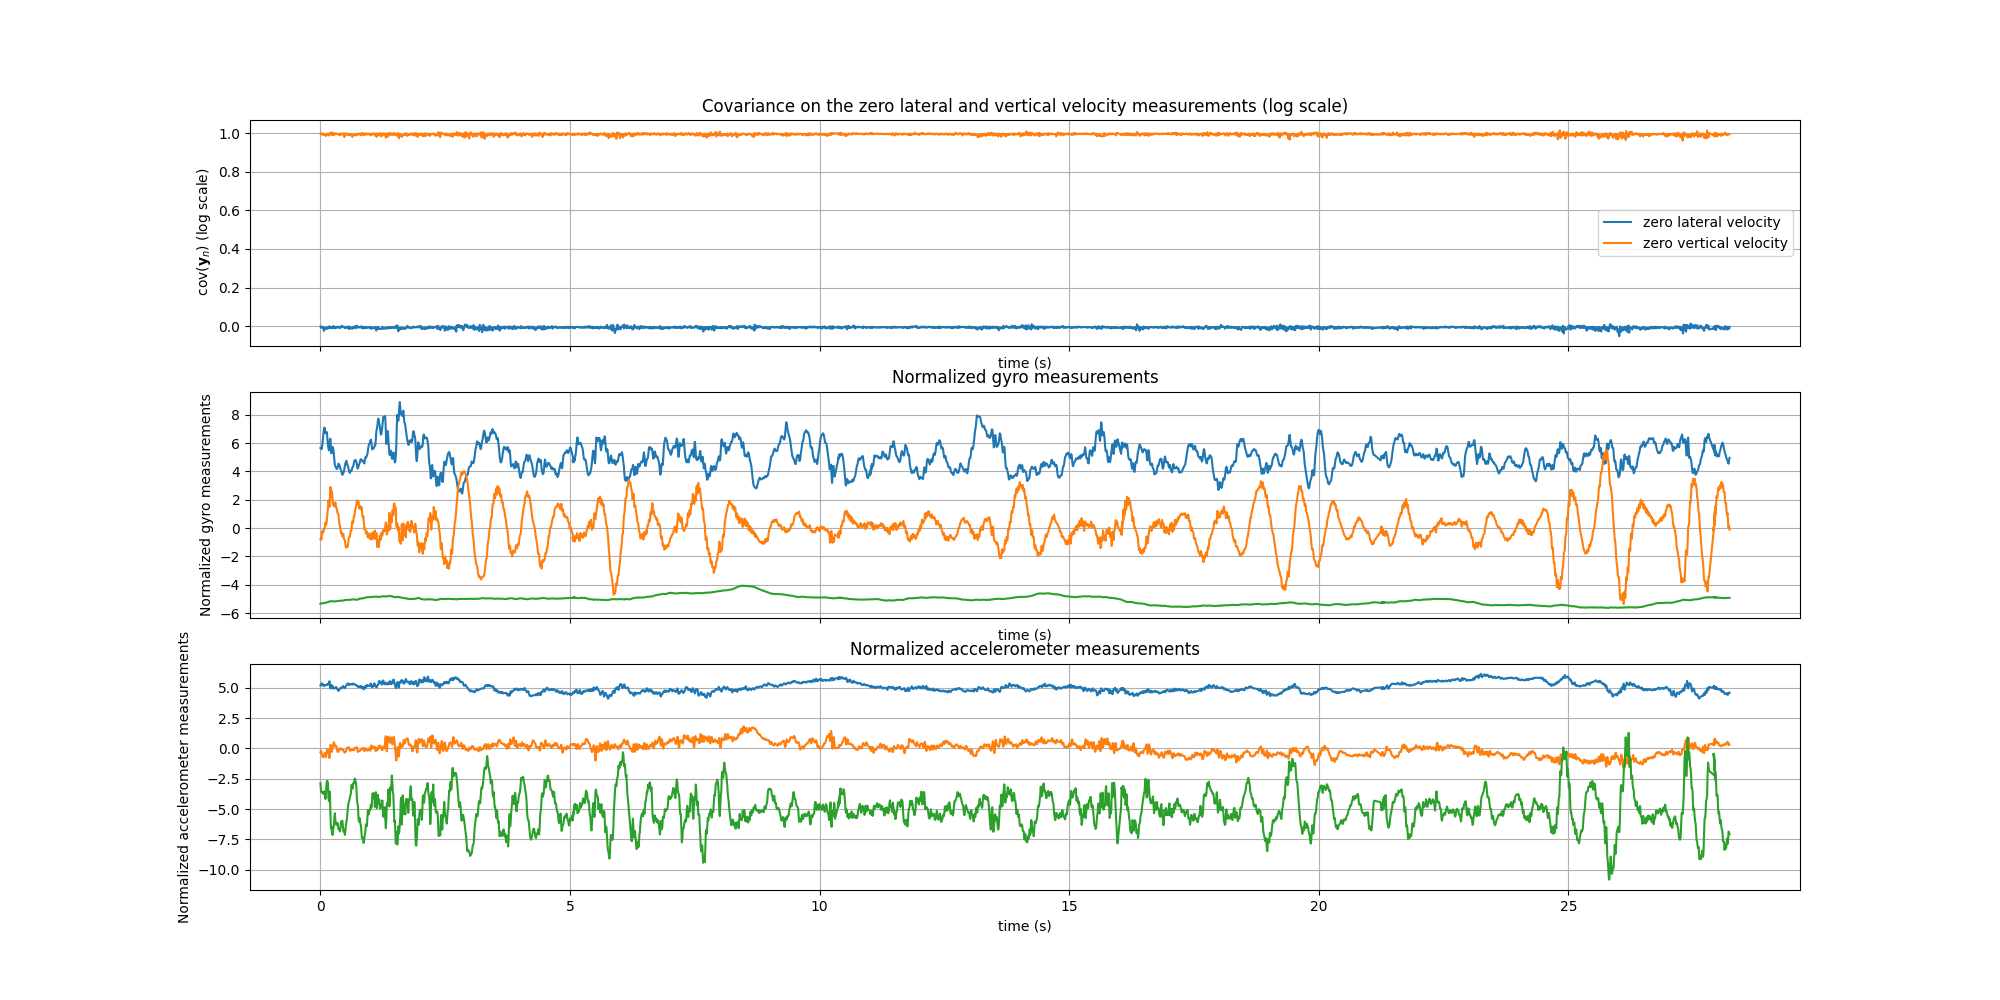 Covariance on the zero lateral and vertical velocity measurements (log scale)
cov(𝐲ₙ) (log scale)
1.0
0.8
0.6
0.4
0.2
0.0
zero lateral velocity
zero vertical velocity
time (s)
Normalized gyro measurements
Normalized gyro measurements
8
6
4
2
0
−2
−4
−6
time (s)
Normalized accelerometer measurements
Normalized accelerometer measurements
5.0
2.5
0.0
−2.5
−5.0
−7.5
−10.0
0 5 10 15 20 25
time (s)